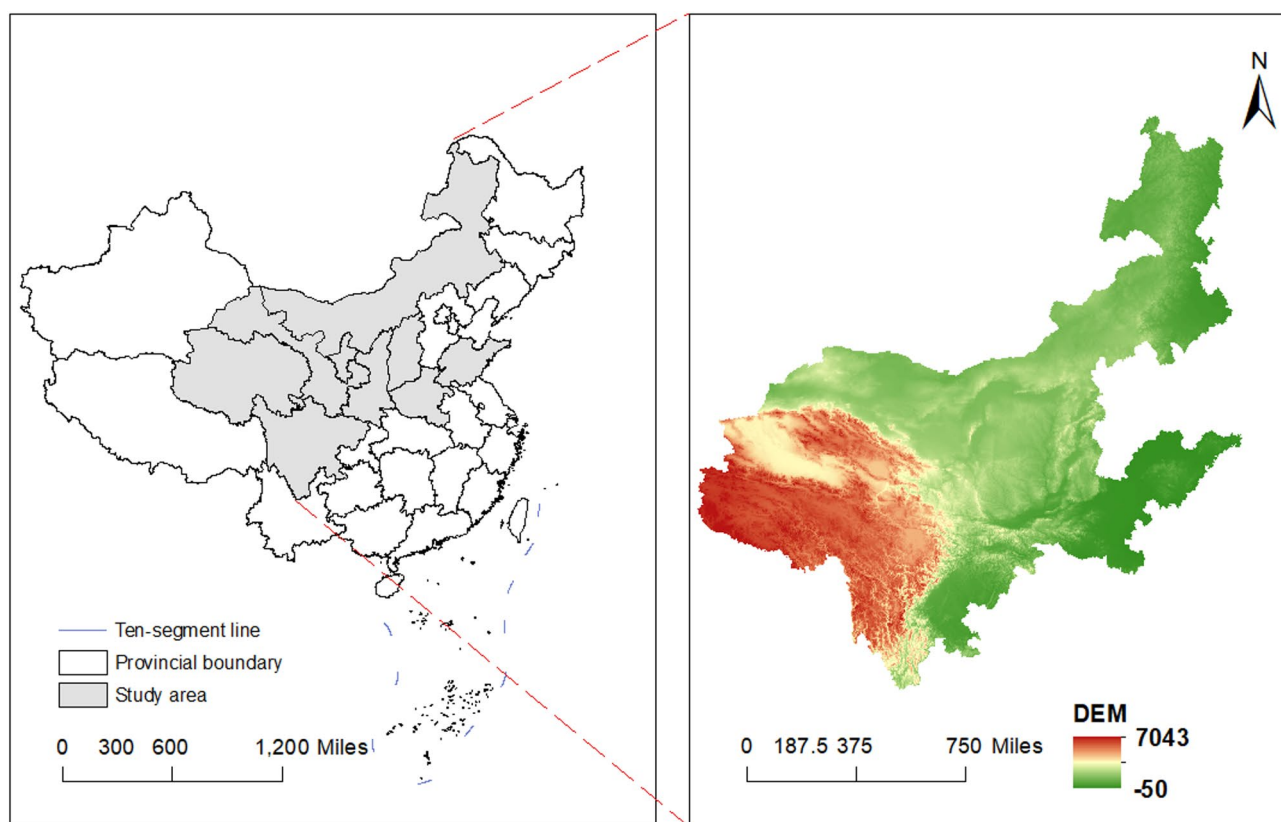 Ten-segment line
Provincial boundary
Study area
0 300 600 1,200 Miles
N
DEM
7043
-50
0 187.5 375 750 Miles